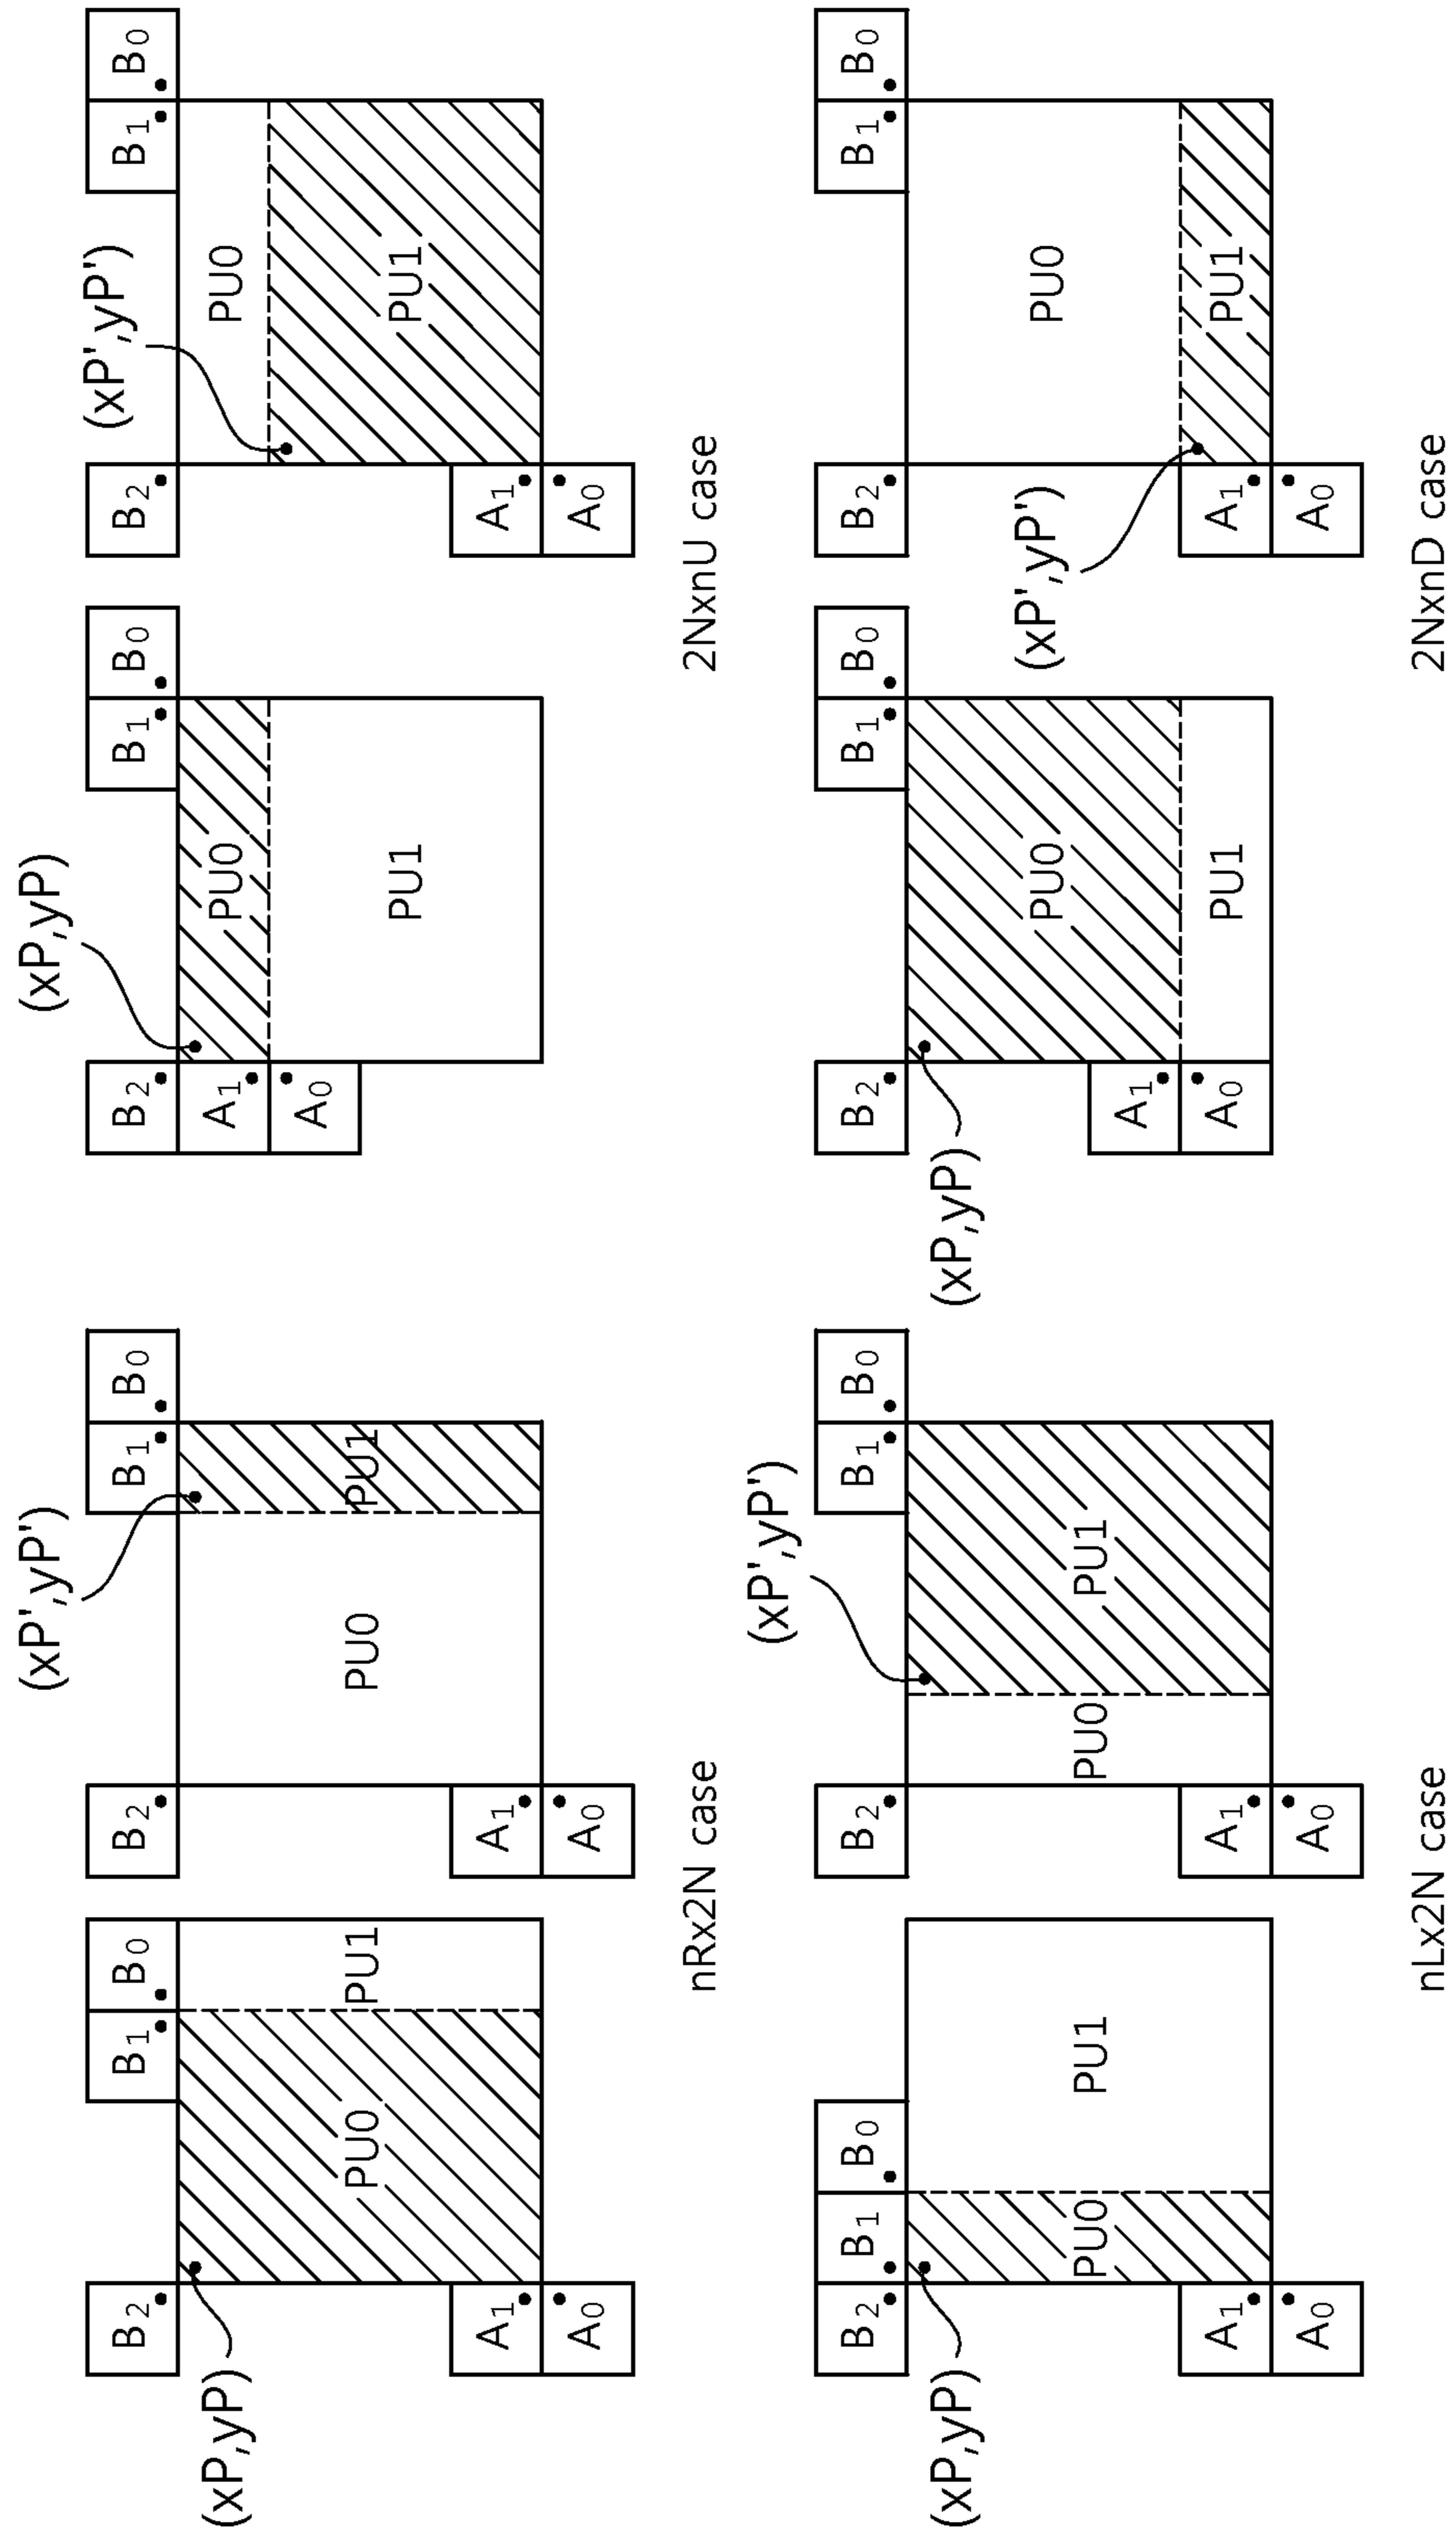 (xP,yP)
B₂
B₁ B₀
PU0 PU1
A₁
A₀
(xP',yP')
B₂
B₁ B₀
PU0 PU1
A₁
A₀
nRx2N case
(xP,yP)
B₂
B₁ B₀
A₁ PU0
A₀
PU1
(xP',yP')
B₂
B₁ B₀
PU0
PU1
A₁
A₀
2NxnU case
(xP,yP)
B₂ B₁ B₀
PU0 PU1
A₁
A₀
(xP',yP')
B₂
B₁ B₀
PU0 PU1
A₁
A₀
nLx2N case
(xP,yP)
B₂
B₁ B₀
PU0
A₁
A₀ PU1
(xP',yP')
B₂
B₁ B₀
PU0
A₁ PU1
A₀
2NxnD case